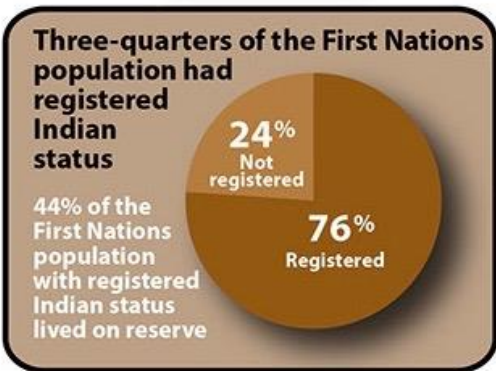 Three-quarters of the First Nations
population had
registered
Indian
status
44% of the
First Nations
population
with registered
Indian status
lived on reserve
24%
Not
registered
76%
Registered